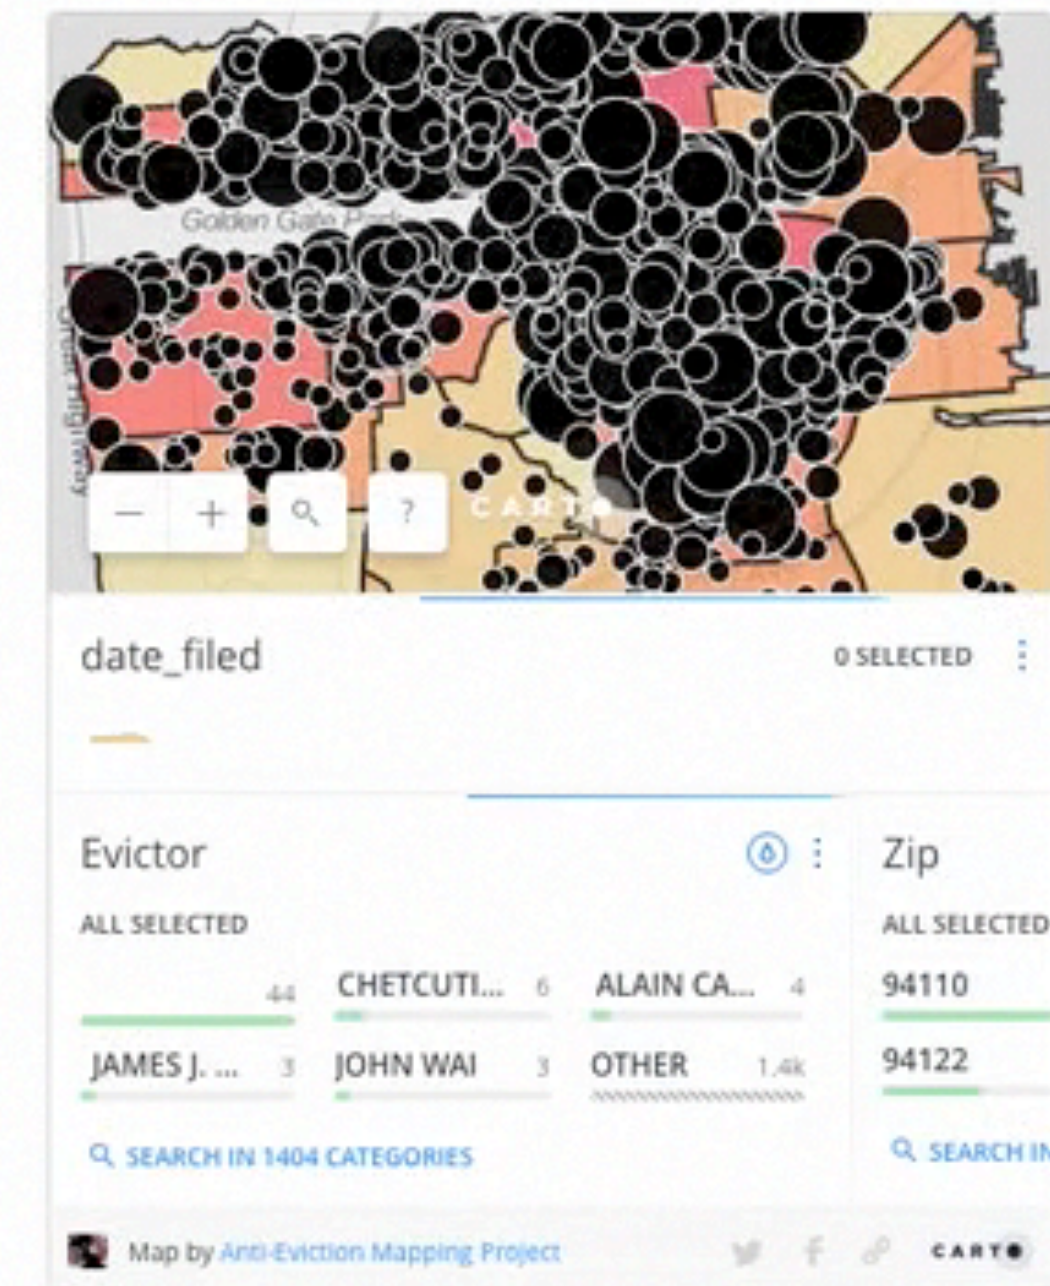 Golden Gate Park
− + ?
CARTO
date_filed 0 SELECTED
Evictor Zip
ALL SELECTED ALL SELECTED
44 CHETCUTI... 6 ALAIN CA... 4 94110
JAMES J. ... 3 JOHN WAI 3 OTHER 1.4k 94122
SEARCH IN 1404 CATEGORIES SEARCH IN
Map by Anti-Eviction Mapping Project CARTO